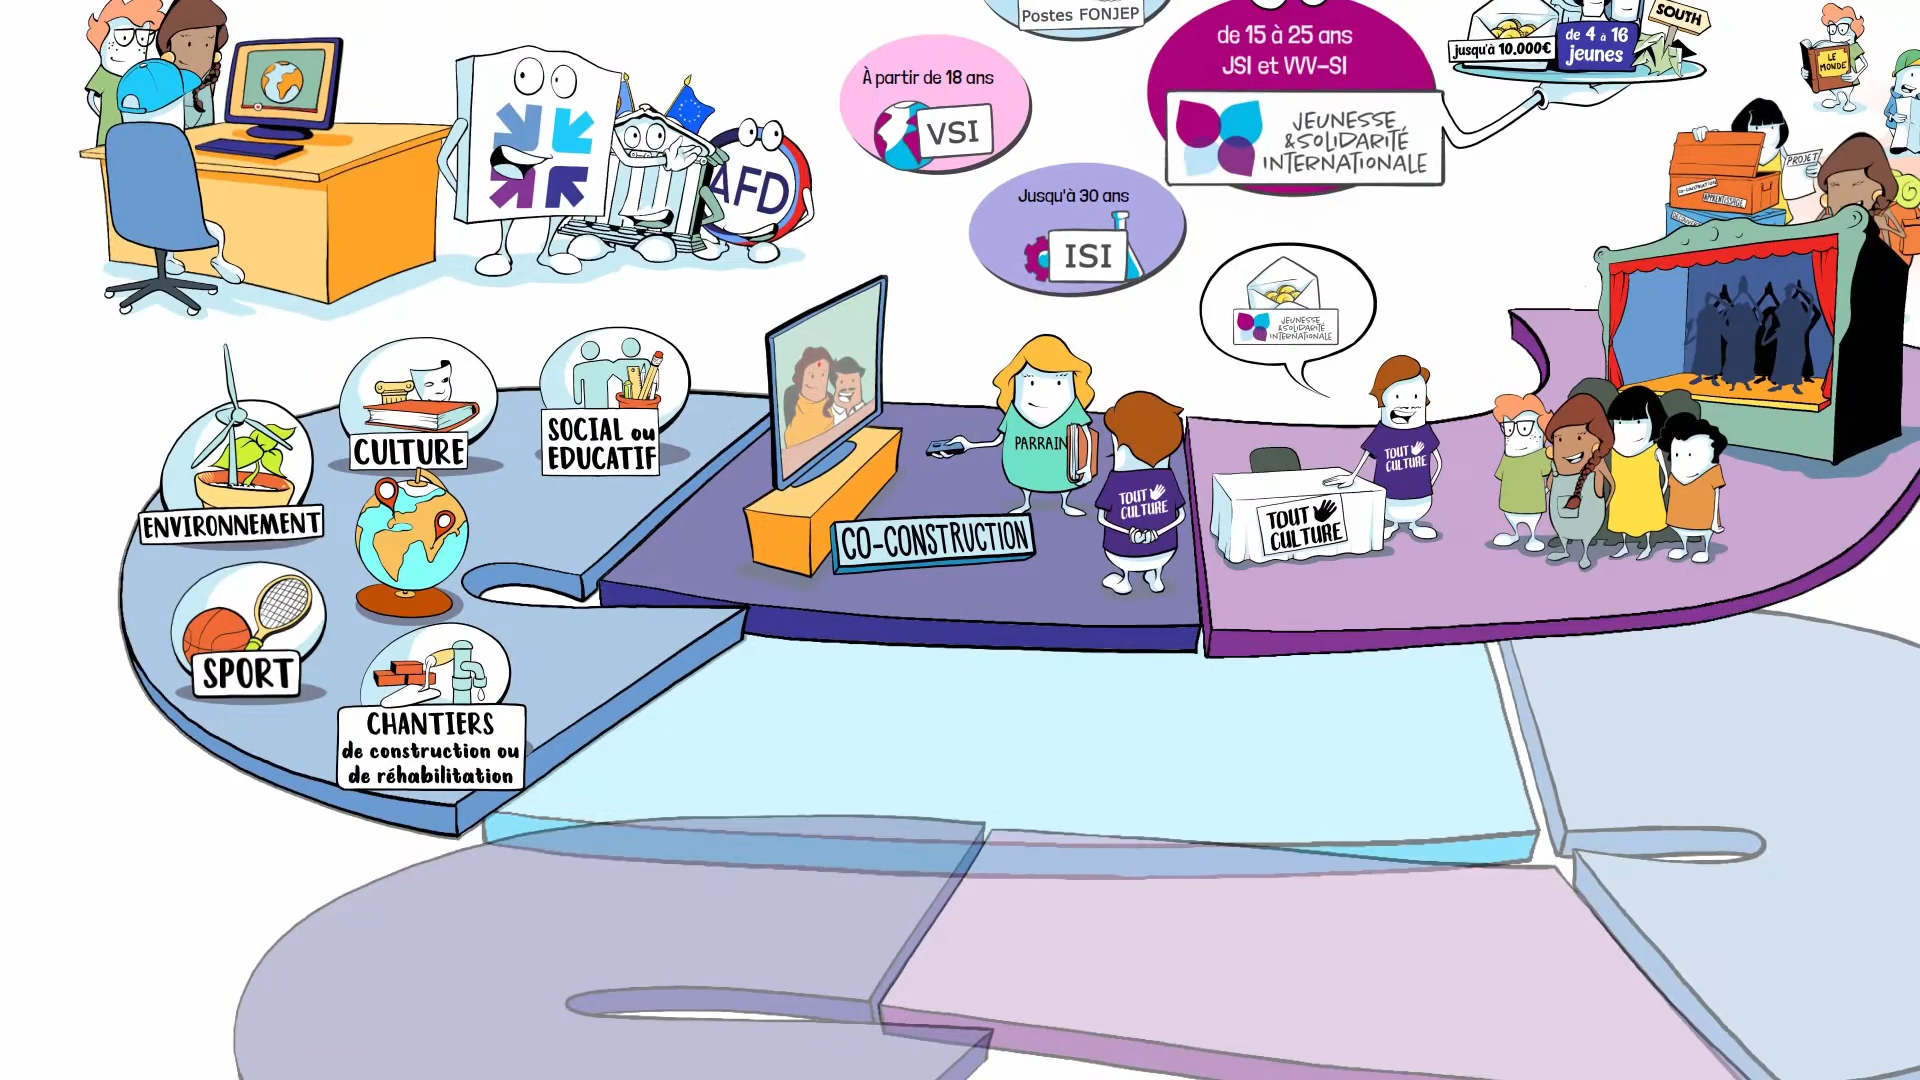 Postes FONJEP
de 15 à 25 ans
JSI et VVV-SI
JEUNESSE
&SOLIDARITÉ
INTERNATIONALE
jusqu'à 10.000€
de 4 à 16
jeunes
SOUTH
LE
MONDE
À partir de 18 ans
VSI
AFD
Jusqu'à 30 ans
ISI
PROJET
CO-CONSTRUCTION
APPRENTISSAGE
JEUNESSE
&SOLIDARITÉ
INTERNATIONALE
CULTURE
SOCIAL ou
EDUCATIF
ENVIRONNEMENT
SPORT
CHANTIERS
de construction ou
de réhabilitation
PARRAIN
TOUT
CULTURE
CO-CONSTRUCTION
TOUT
CULTURE
TOUT
CULTURE